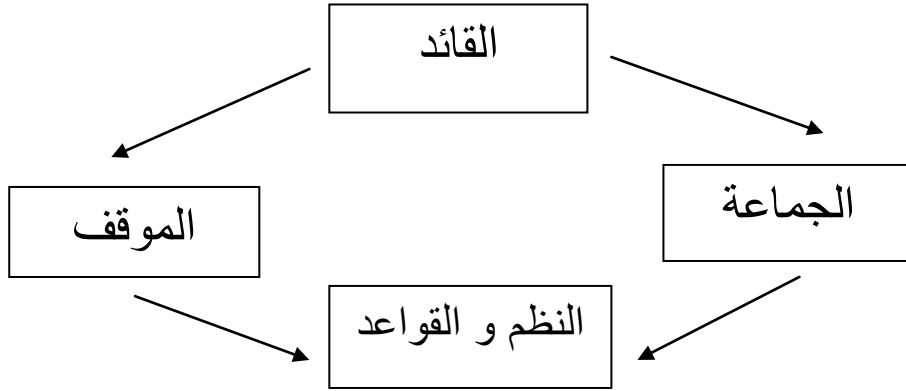 القائد
الجماعة
الموقف
النظم و القواعد